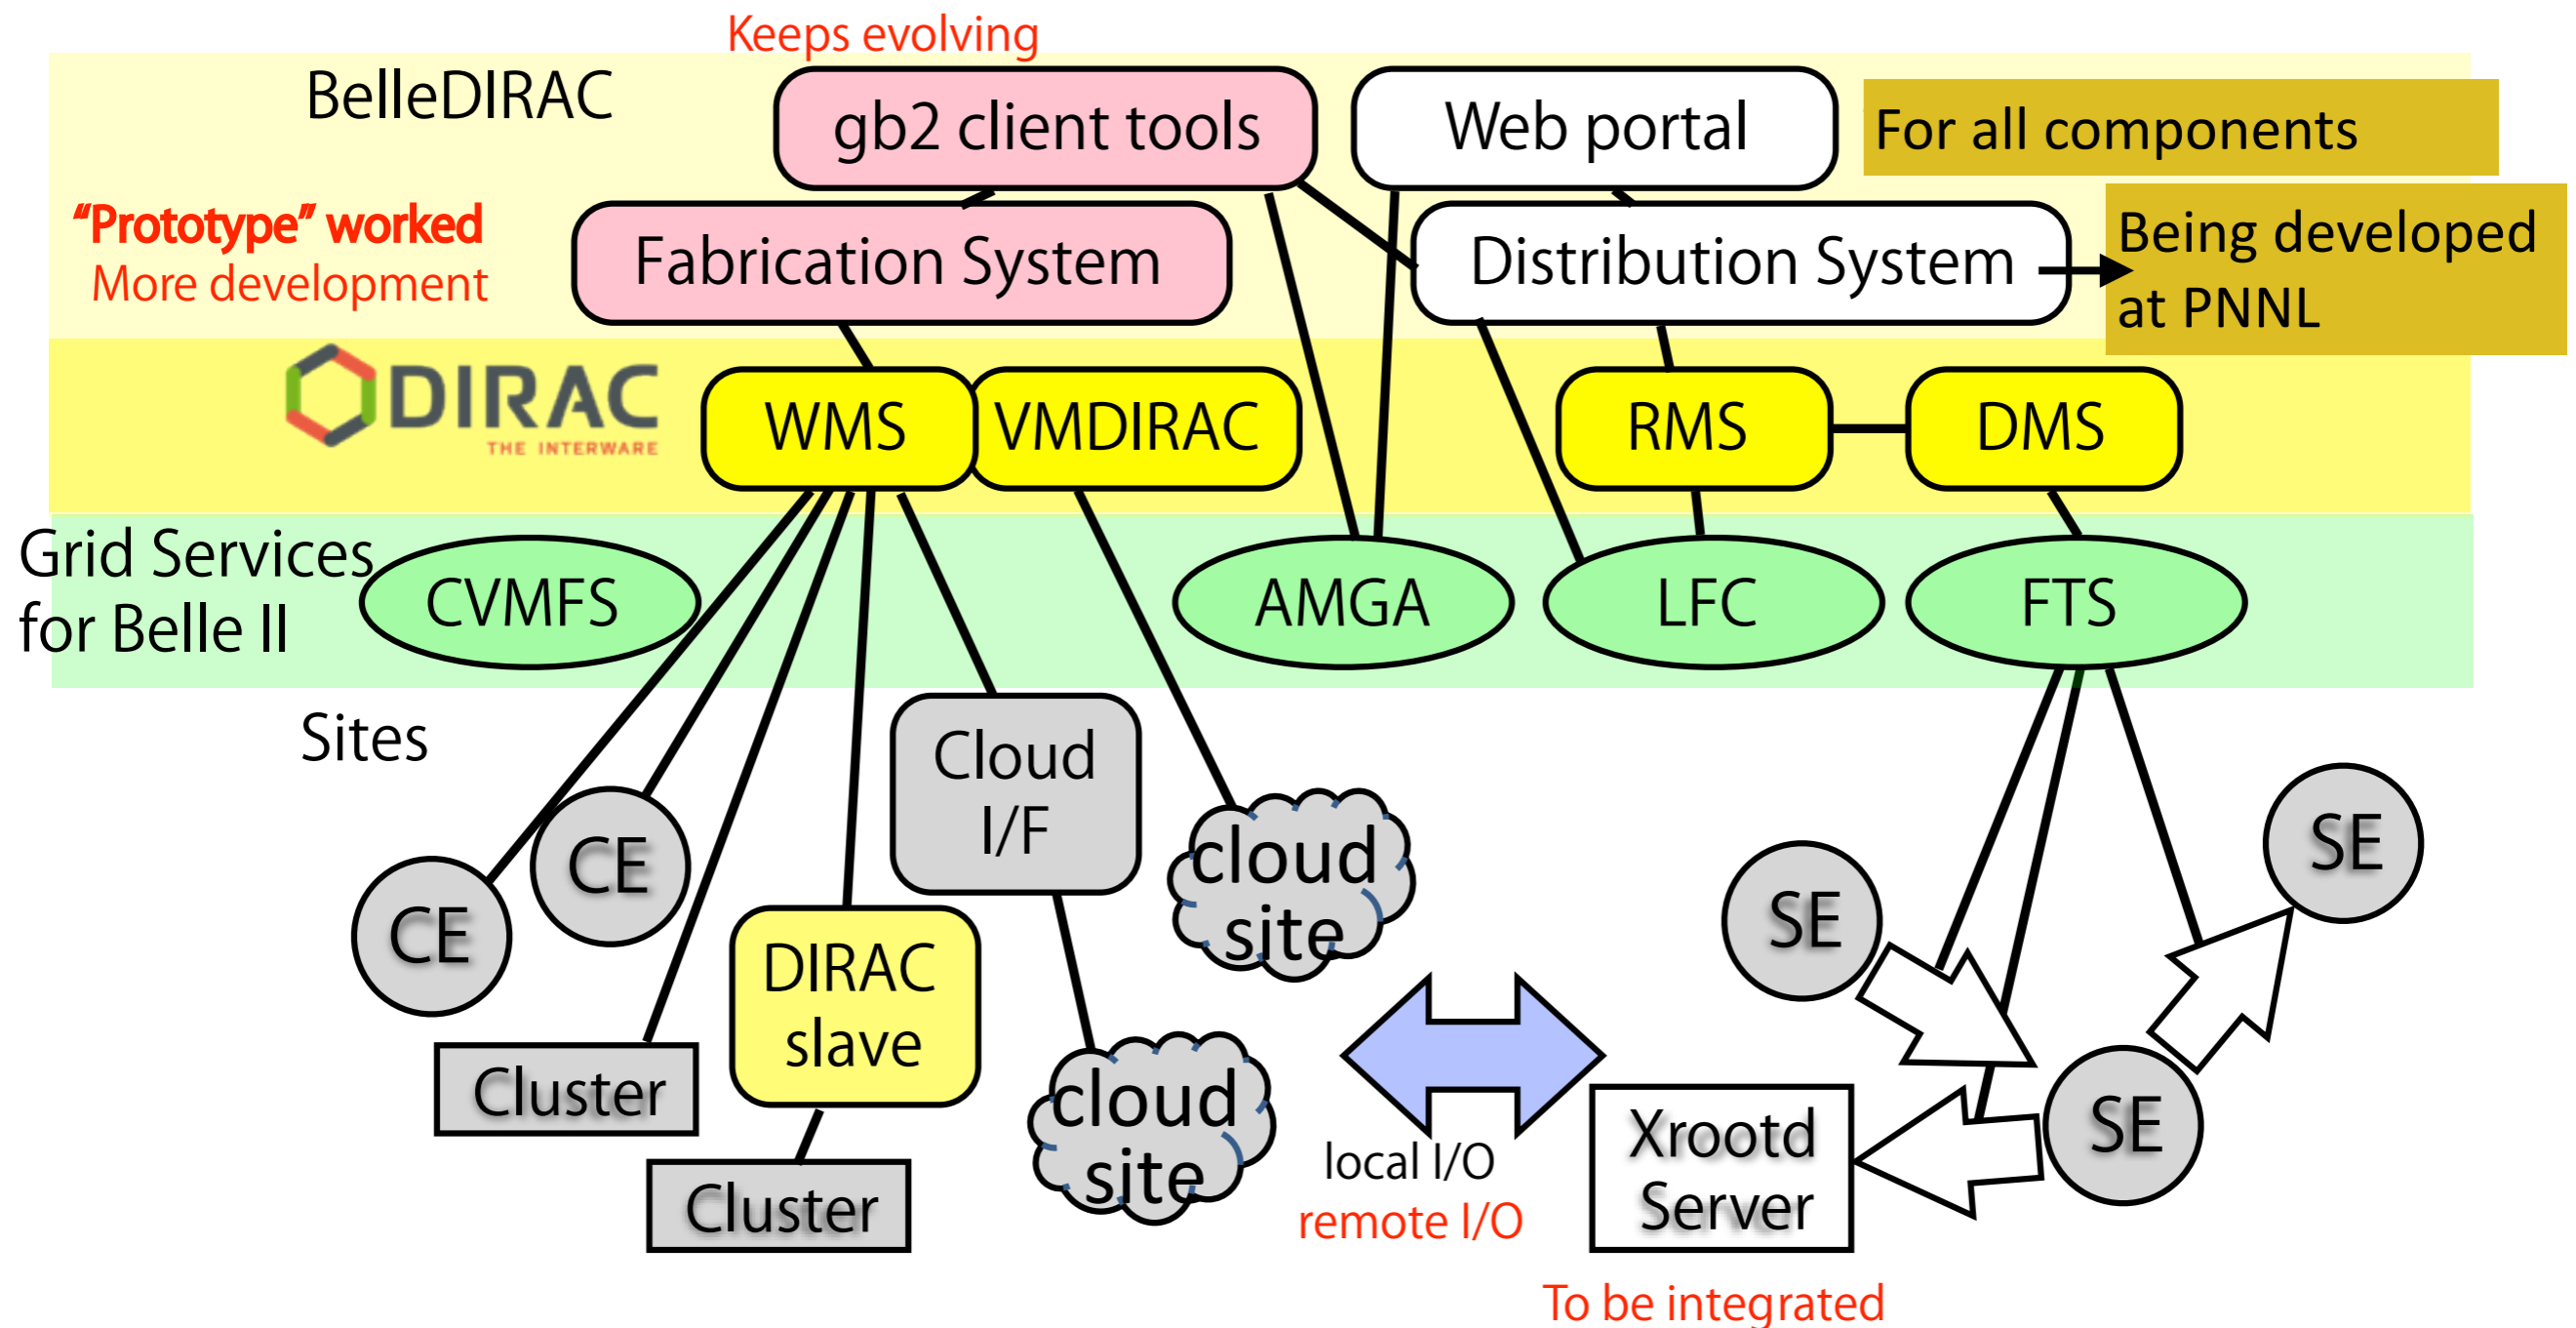 Keeps evolving
BelleDIRAC
gb2 client tools
Web portal
For all components
“Prototype” worked
More development
Fabrication System
Distribution System
Being developed
at PNNL
DIRAC
THE INTERWARE
WMS
VMDIRAC
RMS
DMS
Grid Services
for Belle II
CVMFS
AMGA
LFC
FTS
Sites
Cloud
I/F
CE
CE
cloud
site
SE
SE
DIRAC
slave
Cluster
Cluster
cloud
site
local I/O
remote I/O
Xrootd
Server
SE
To be integrated